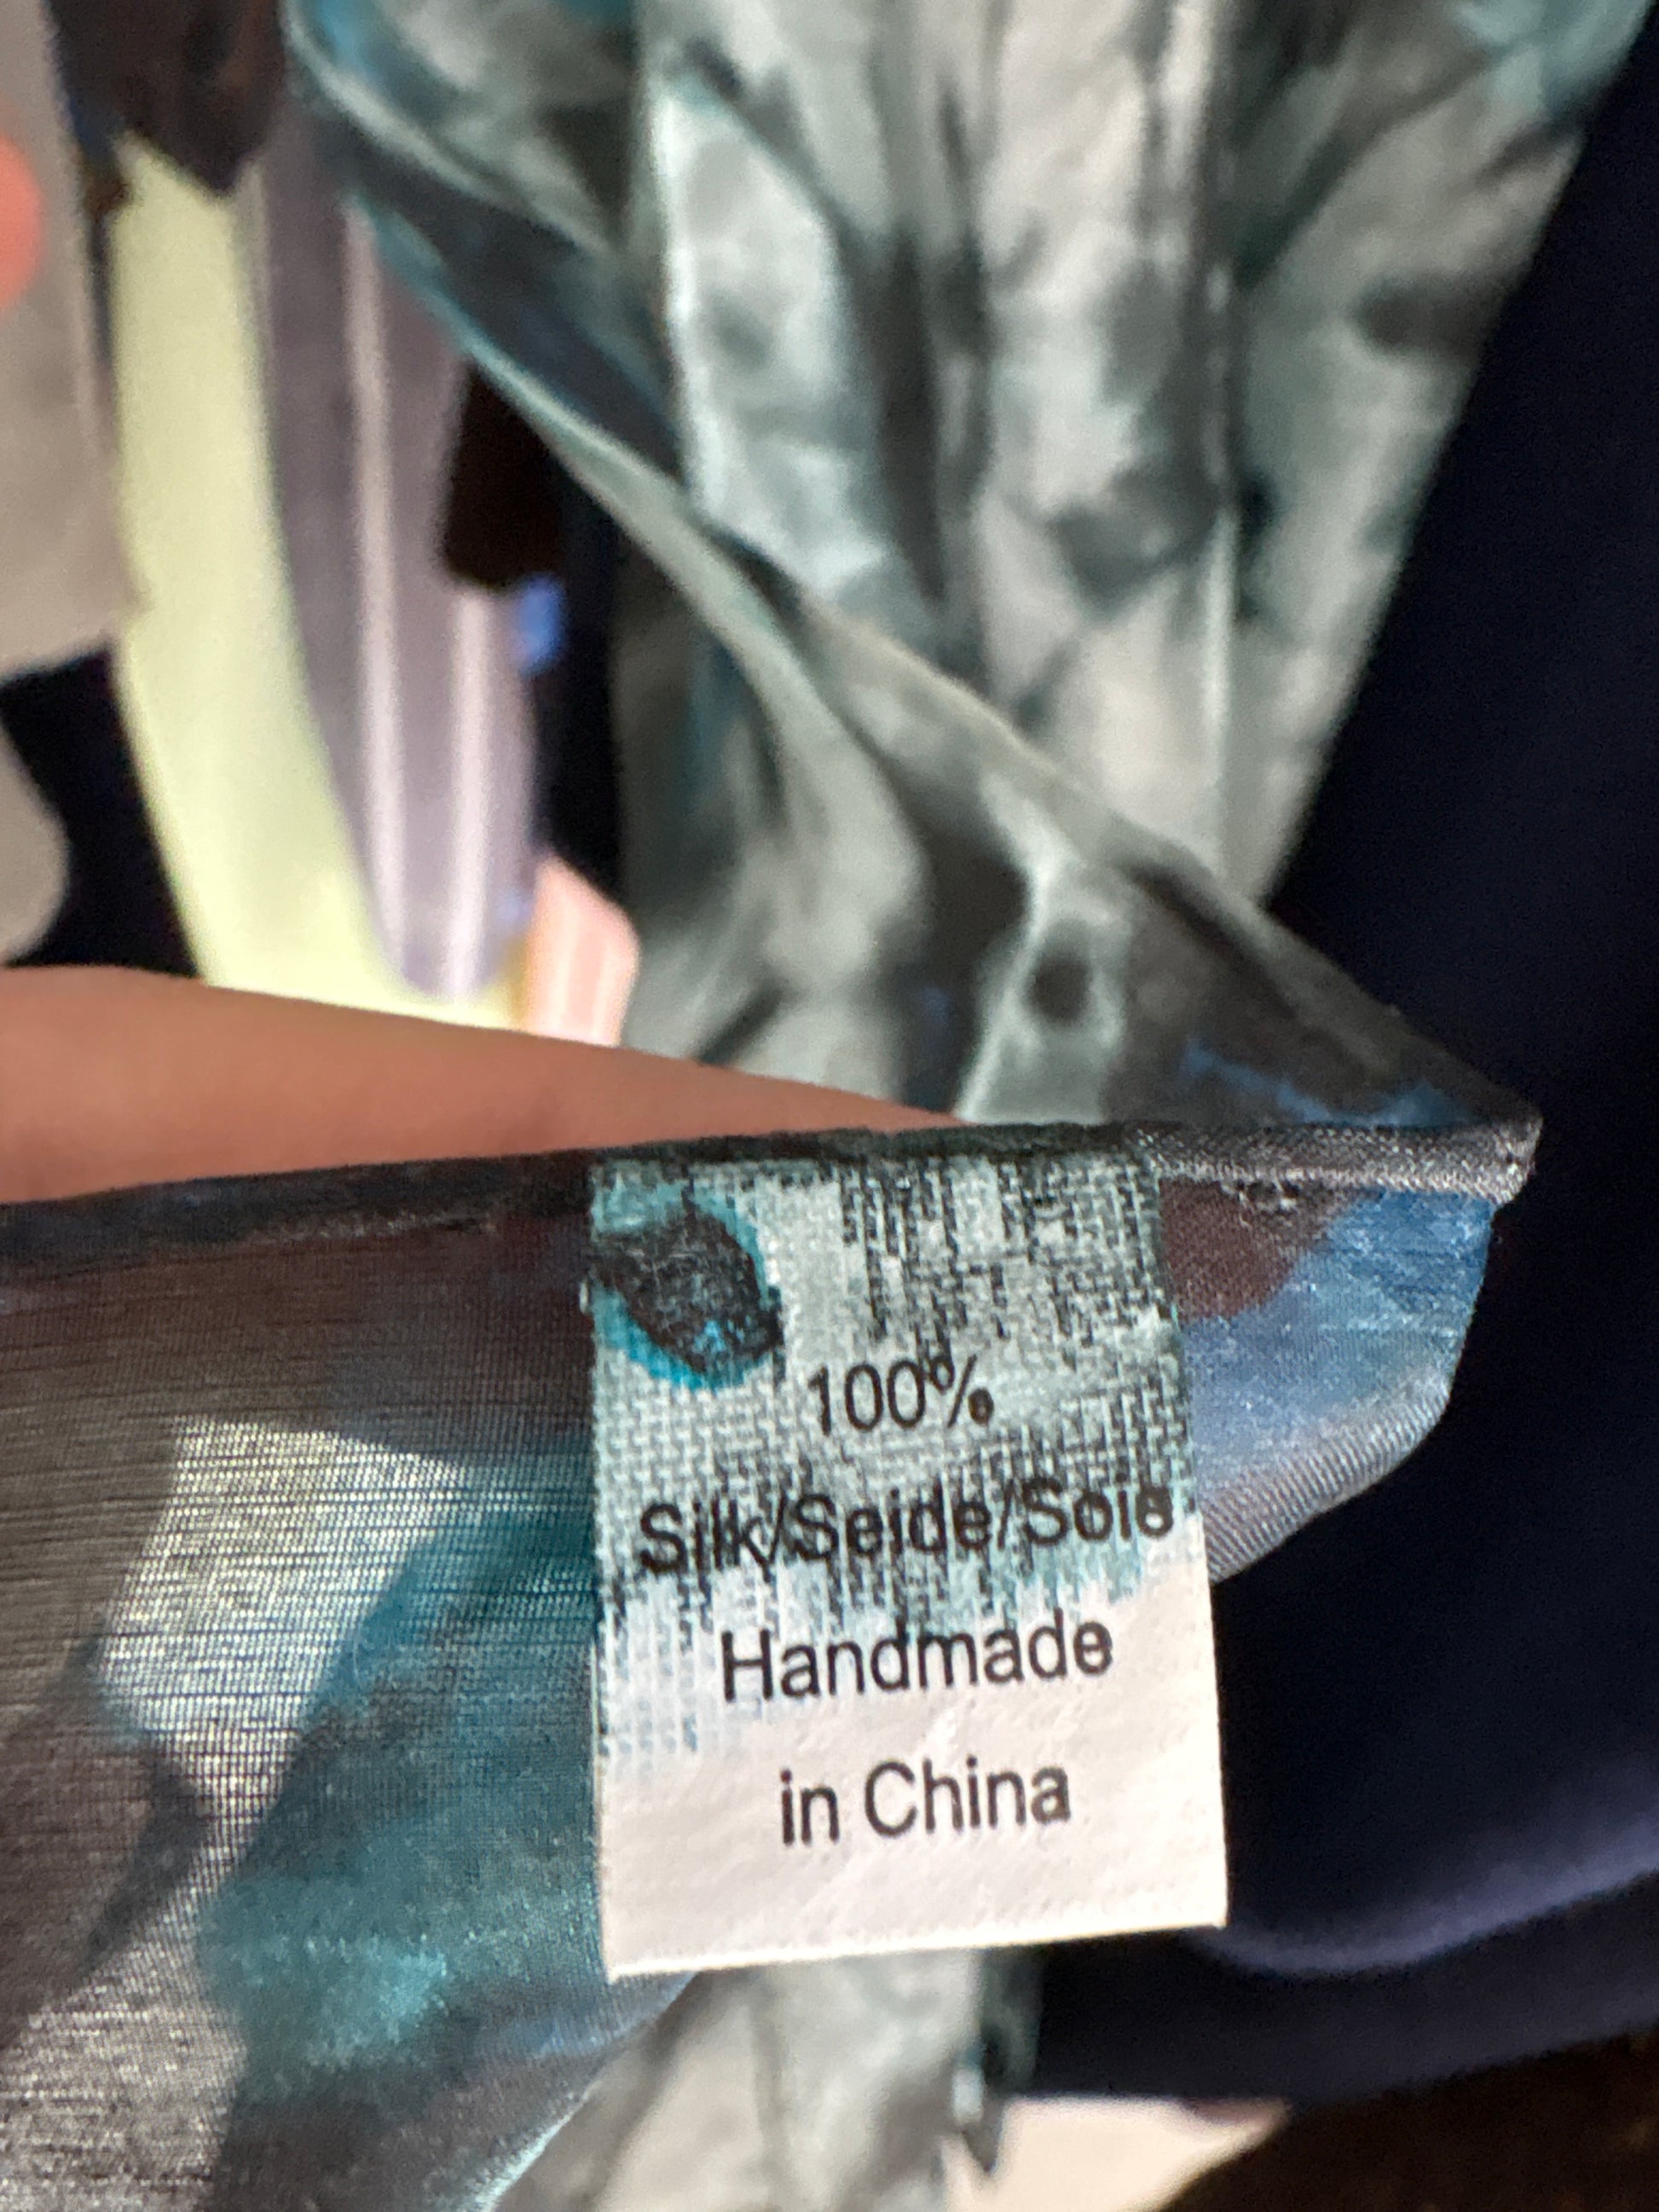 100%
Silk/Seide/Soie
Handmade
in China